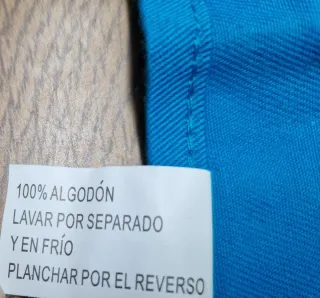 100% ALGODÓN
LAVAR POR SEPARADO
Y EN FRÍO
PLANCHAR POR EL REVERSO